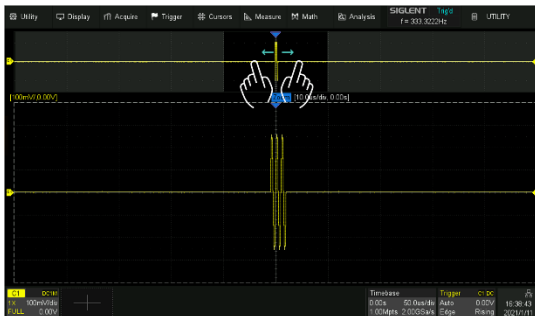 Utility Display Acquire Trigger Cursors Measure Math Analysis SIGLENT Trig'd UTILITY
f = 333.3222Hz
[100mV/,0.00V] [10.0us/div, 0.00s]
C1 DC1M Timebase Trigger C1 DC
1X 100mV/div 0.00s 50.0us/div Auto 0.00V 16:38:43
FULL 0.00V 1.00Mpts 2.00GSa/s Edge Rising 2021/1/11